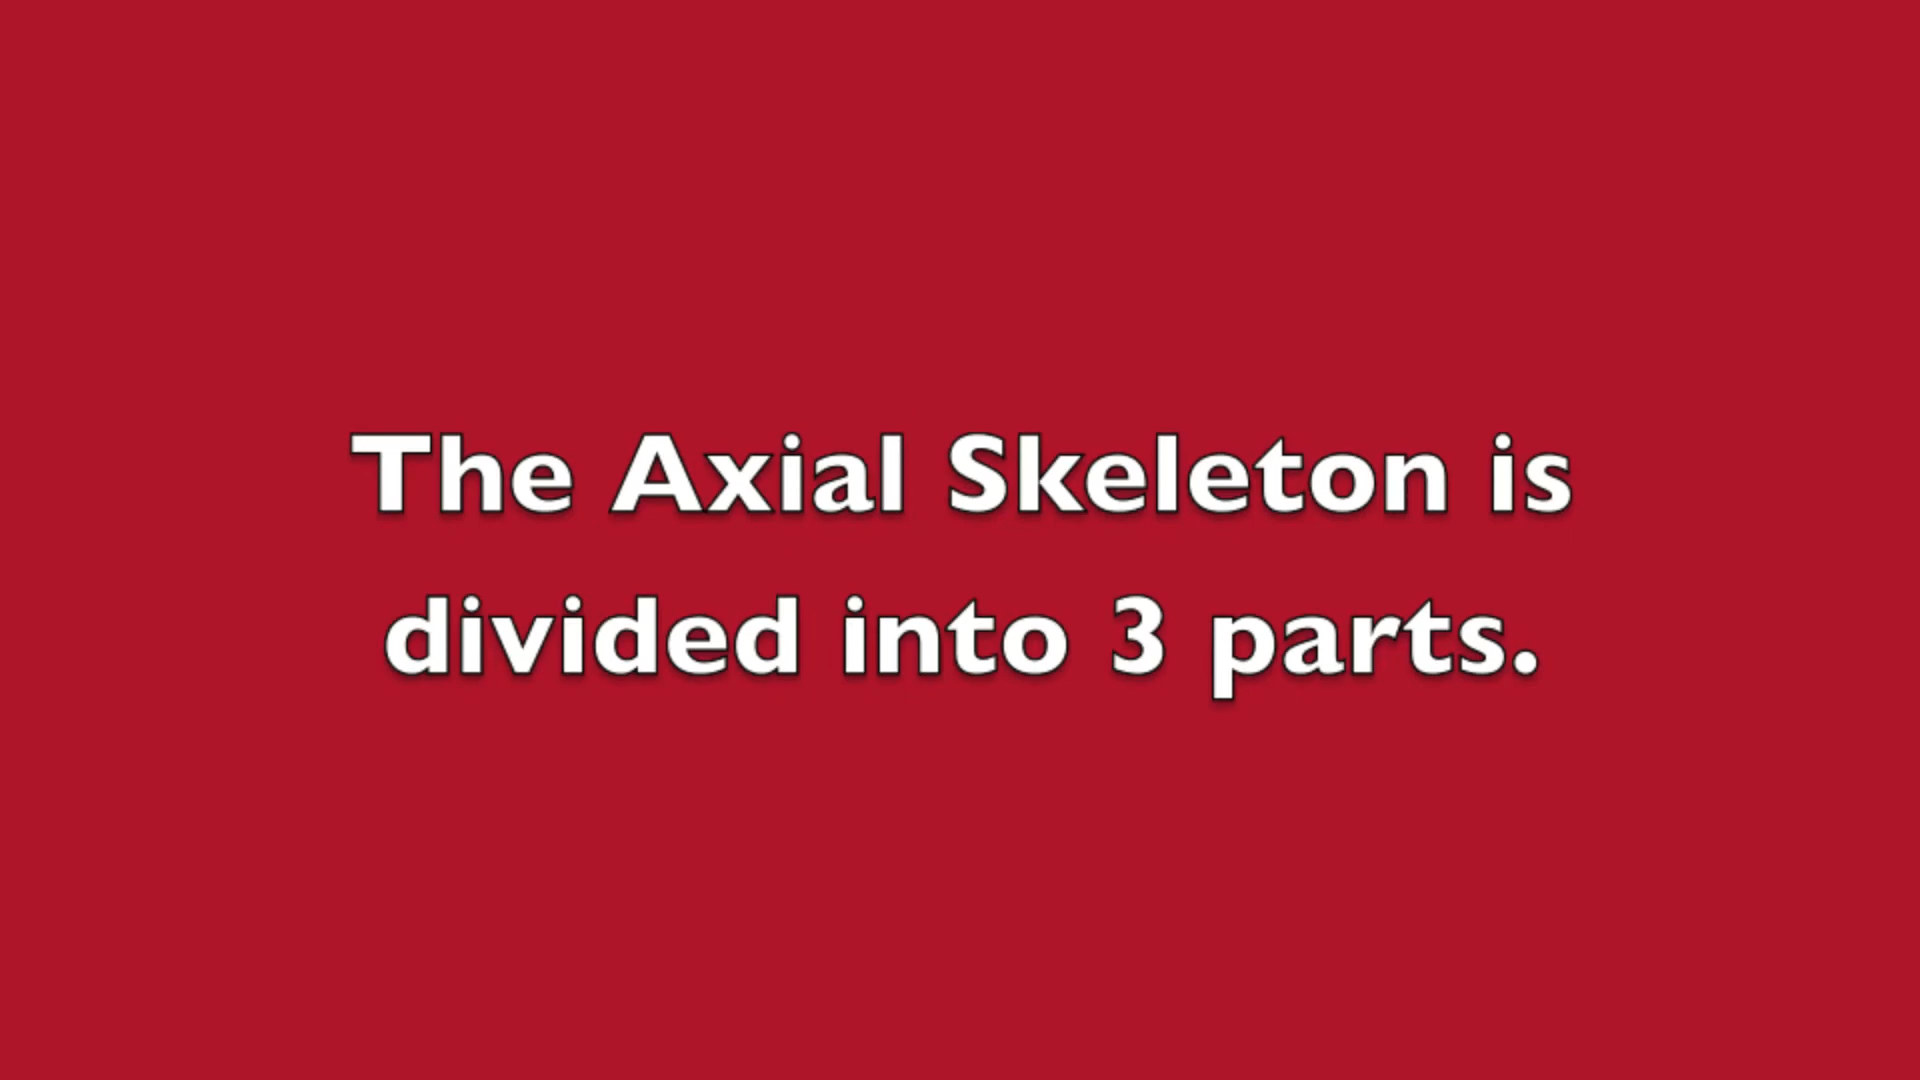 The Axial Skeleton is
divided into 3 parts.